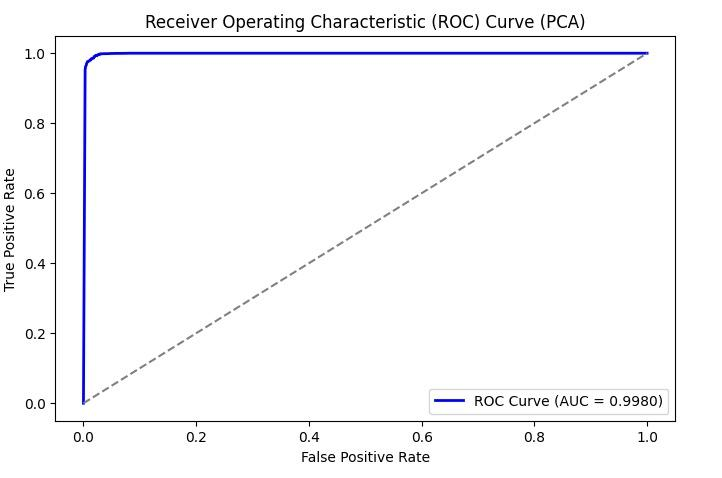 Receiver Operating Characteristic (ROC) Curve (PCA)
1.0
0.8
0.6
0.4
0.2
0.0
True Positive Rate
ROC Curve (AUC = 0.9980)
0.0 0.2 0.4 0.6 0.8 1.0
False Positive Rate